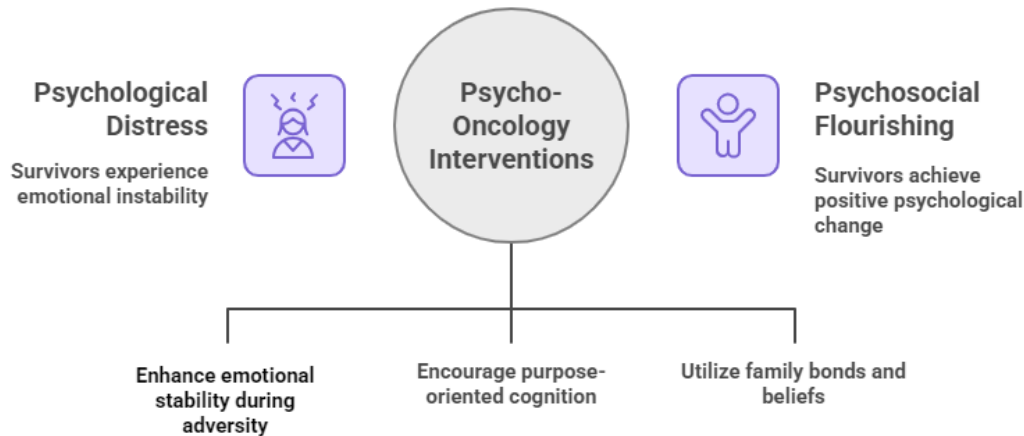 Psychological
Distress
Survivors experience
emotional instability
Psycho-
Oncology
Interventions
Psychosocial
Flourishing
Survivors achieve
positive psychological
change
Enhance emotional
stability during
adversity
Encourage purpose-
oriented cognition
Utilize family bonds and
beliefs